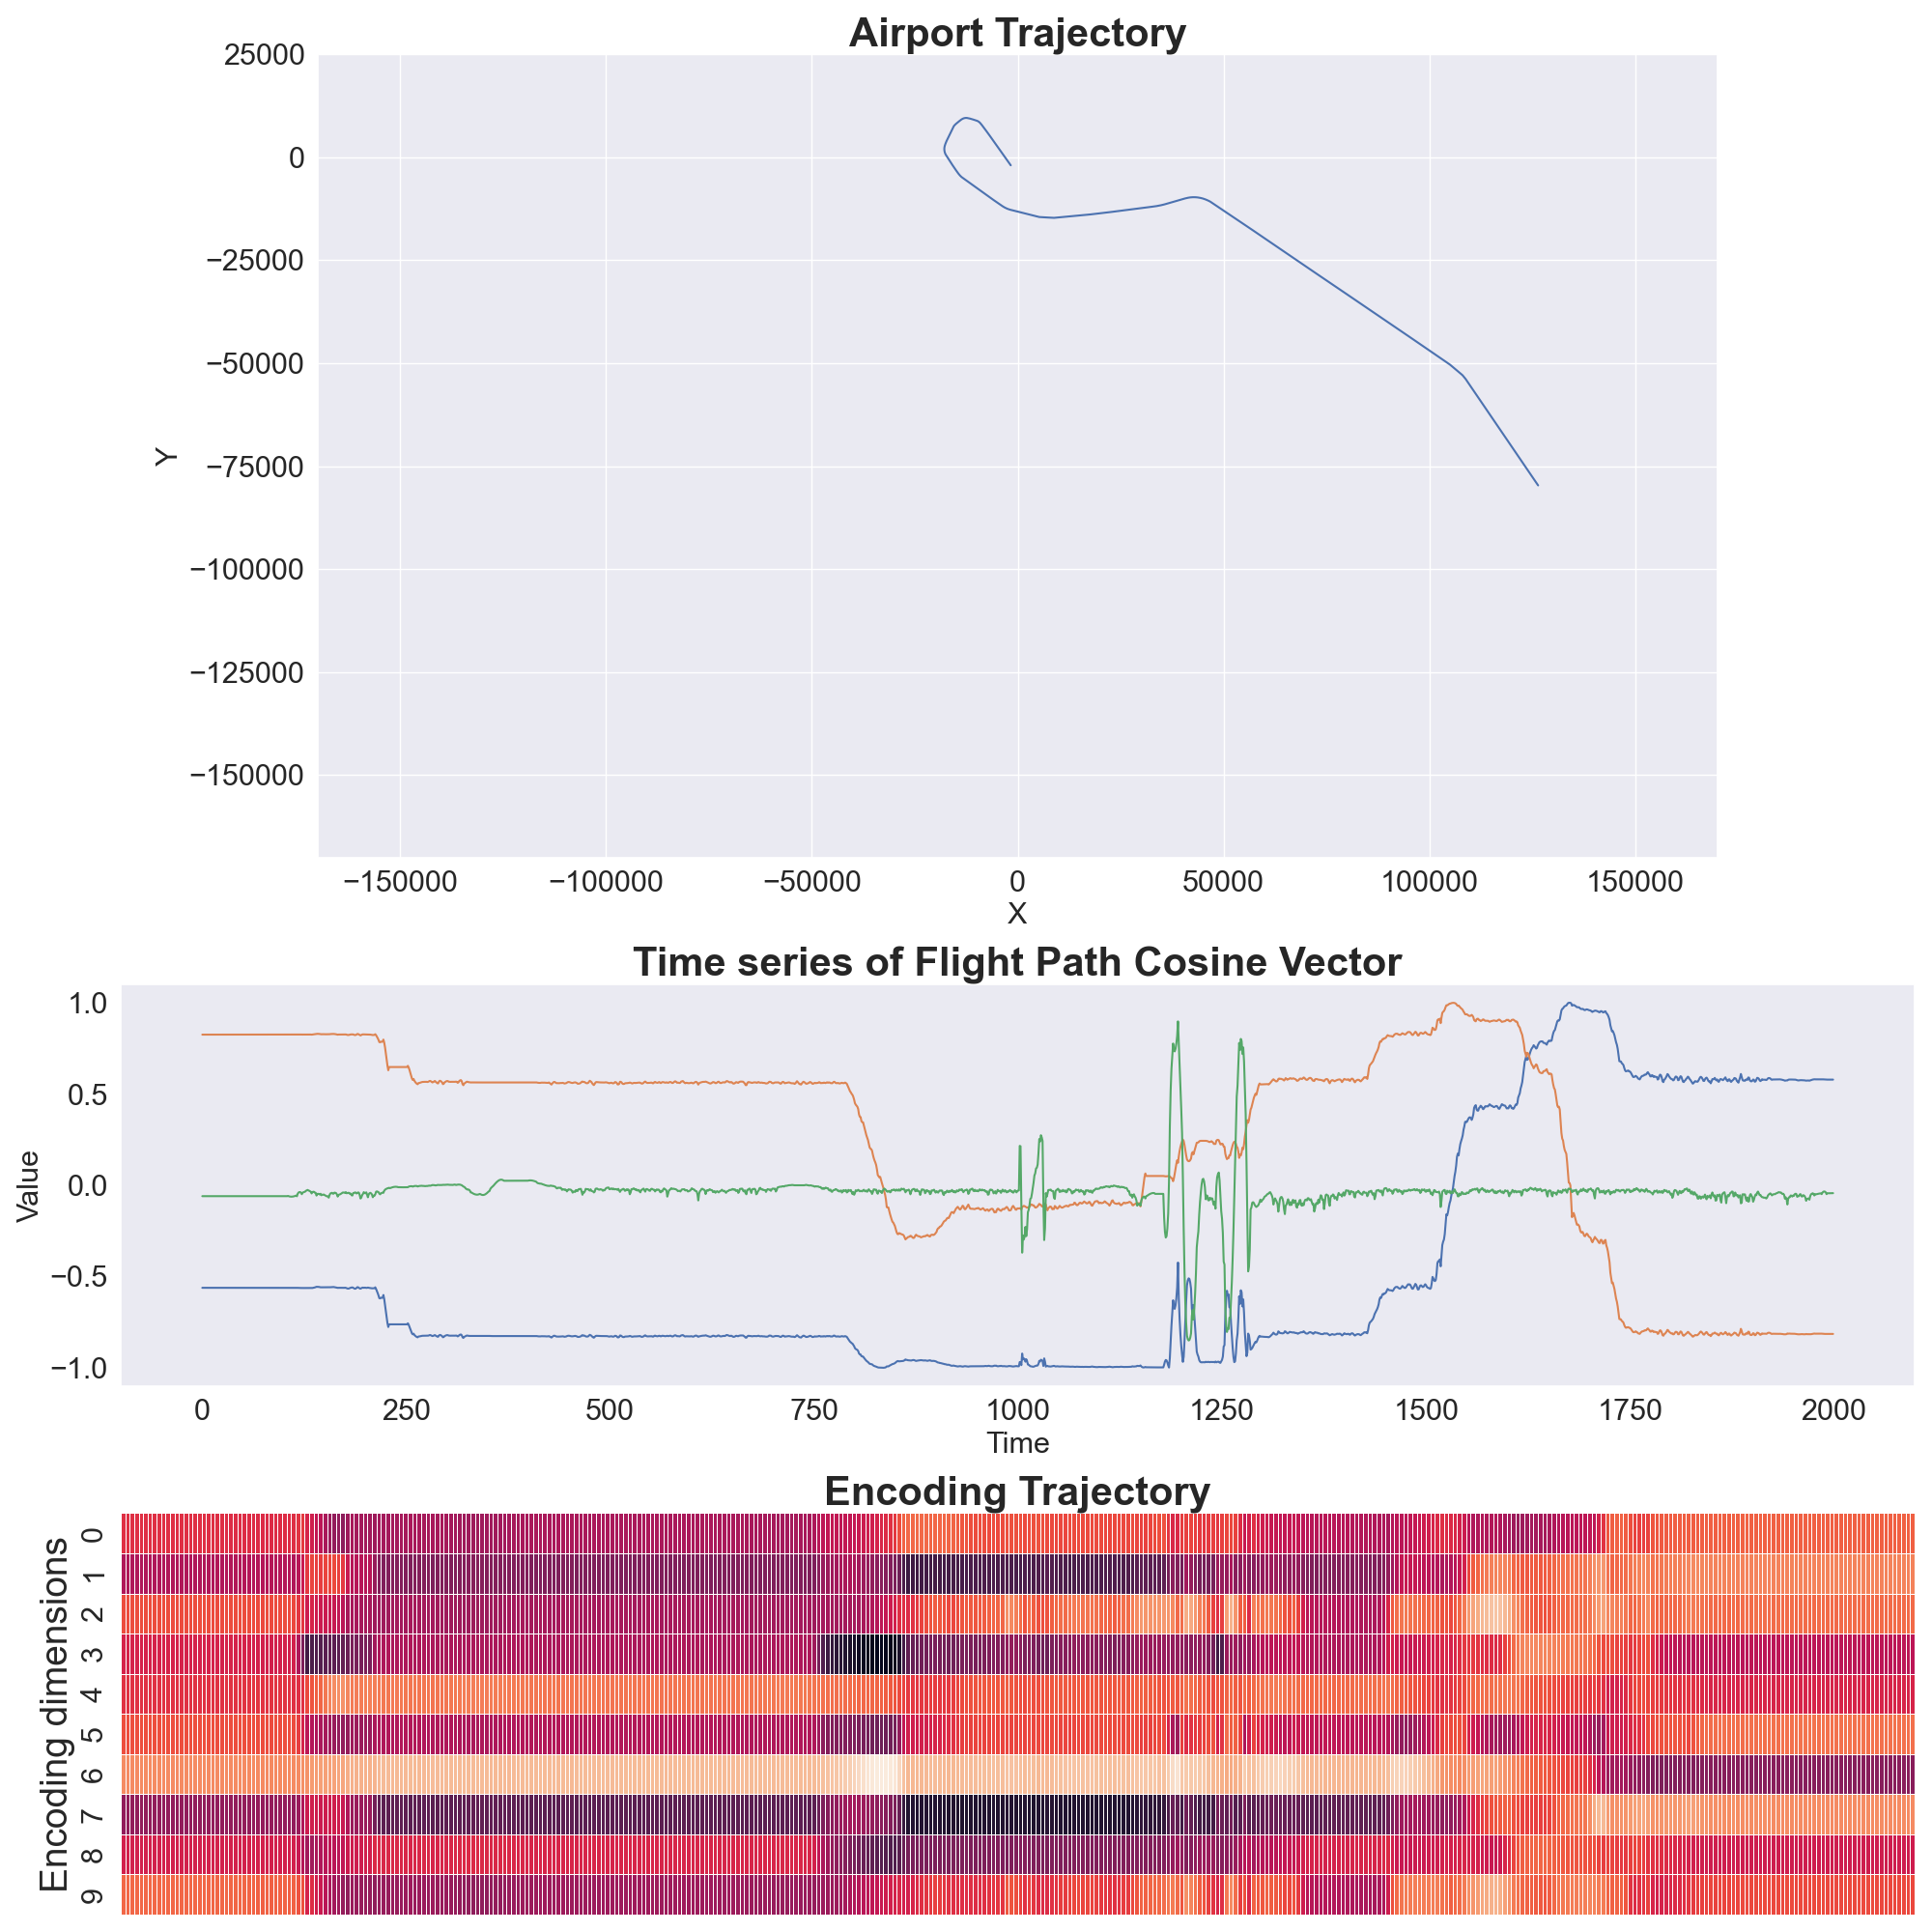 Airport Trajectory
25000
0
−25000
−50000
−75000
−100000
−125000
−150000
Y
−150000 −100000 −50000 0 50000 100000 150000
X
Time series of Flight Path Cosine Vector
1.0
0.5
0.0
−0.5
−1.0
Value
0 250 500 750 1000 1250 1500 1750 2000
Time
Encoding Trajectory
0
1
2
3
4
5
6
7
8
9
Encoding dimensions